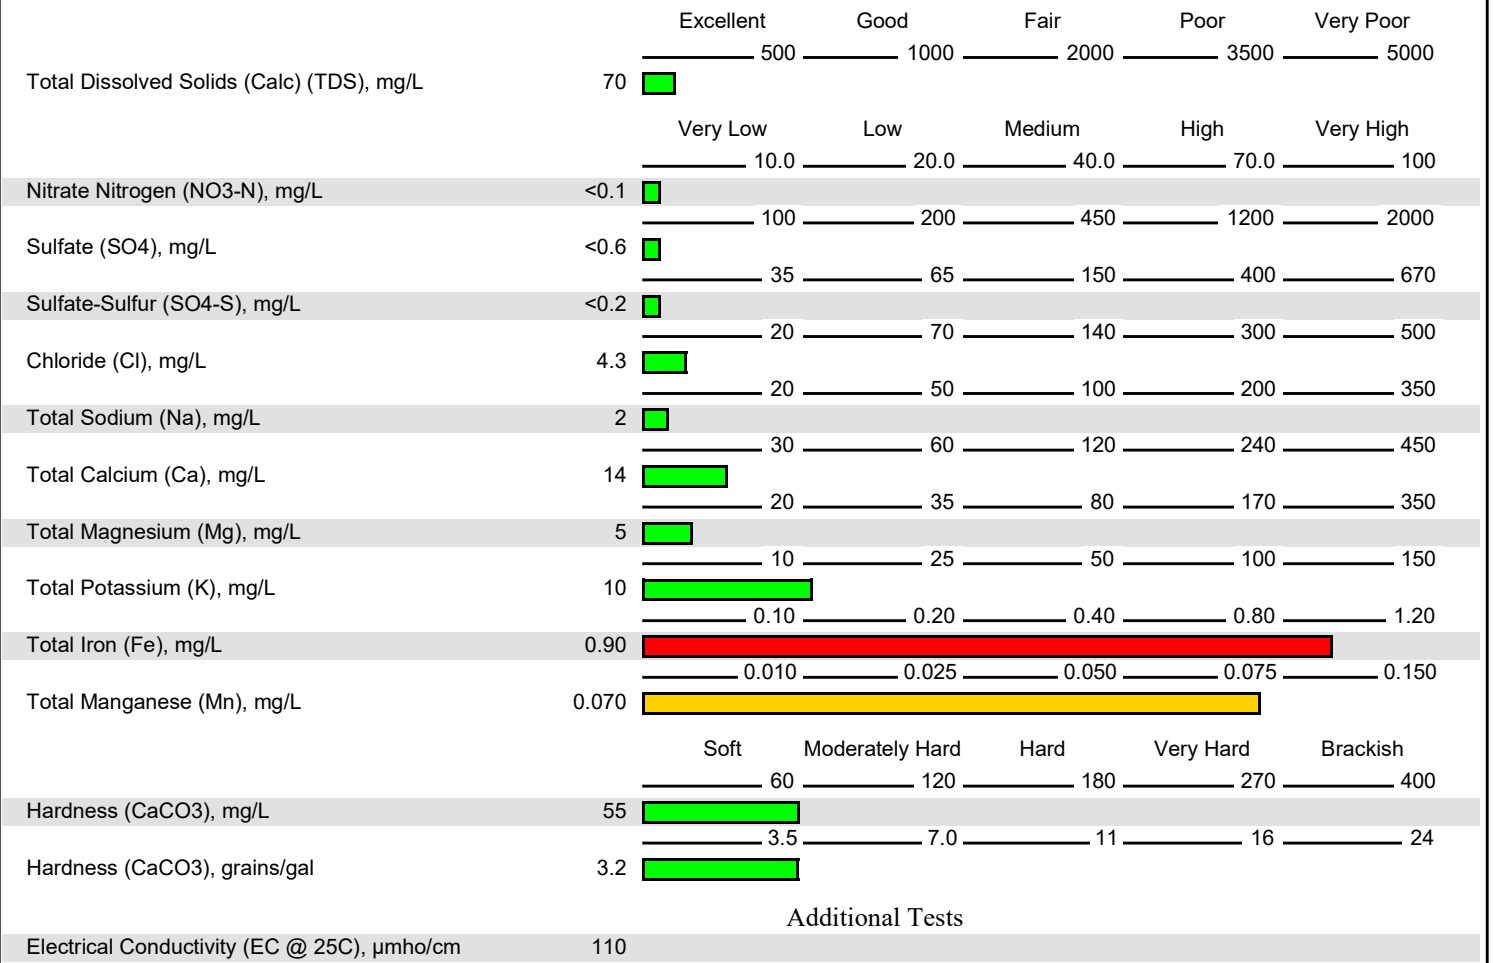 Excellent Good Fair Poor Very Poor
500 1000 2000 3500 5000
Total Dissolved Solids (Calc) (TDS), mg/L 70
Very Low Low Medium High Very High
10.0 20.0 40.0 70.0 100
Nitrate Nitrogen (NO3-N), mg/L <0.1
100 200 450 1200 2000
Sulfate (SO4), mg/L <0.6
35 65 150 400 670
Sulfate-Sulfur (SO4-S), mg/L <0.2
20 70 140 300 500
Chloride (Cl), mg/L 4.3
20 50 100 200 350
Total Sodium (Na), mg/L 2
30 60 120 240 450
Total Calcium (Ca), mg/L 14
20 35 80 170 350
Total Magnesium (Mg), mg/L 5
10 25 50 100 150
Total Potassium (K), mg/L 10
0.10 0.20 0.40 0.80 1.20
Total Iron (Fe), mg/L 0.90
0.010 0.025 0.050 0.075 0.150
Total Manganese (Mn), mg/L 0.070
Soft Moderately Hard Hard Very Hard Brackish
60 120 180 270 400
Hardness (CaCO3), mg/L 55
3.5 7.0 11 16 24
Hardness (CaCO3), grains/gal 3.2
Additional Tests
Electrical Conductivity (EC @ 25C), µmho/cm 110